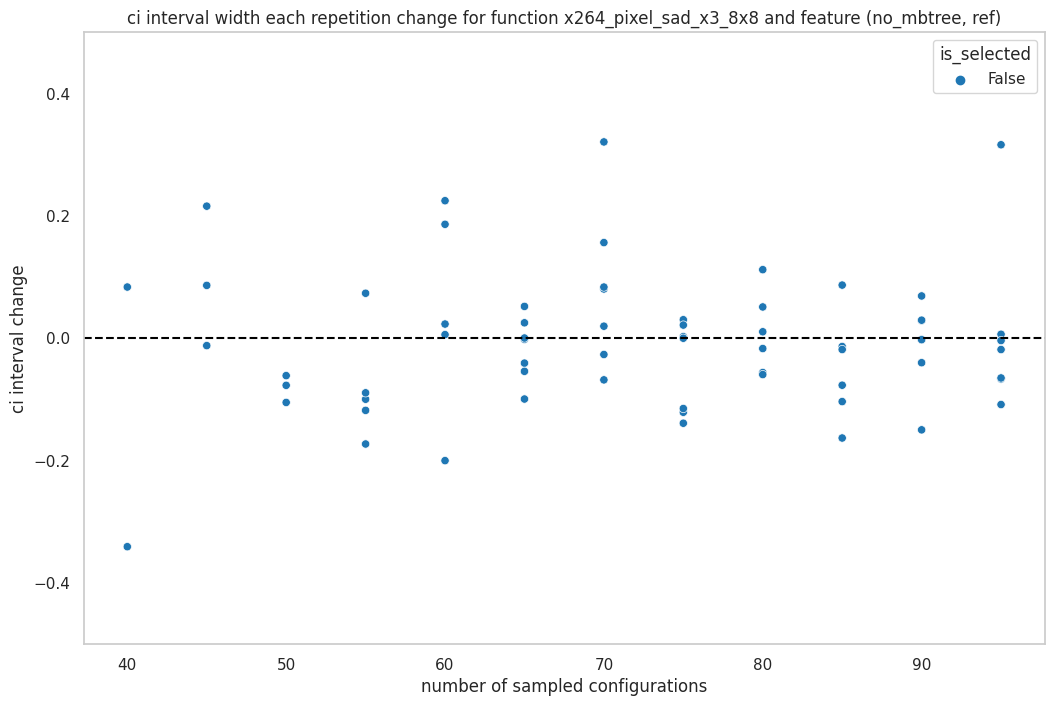 ci interval width each repetition change for function x264_pixel_sad_x3_8x8 and feature (no_mbtree, ref)
is_selected
False
ci interval change
0.4
0.2
0.0
−0.2
−0.4
40
50
60
70
80
90
number of sampled configurations